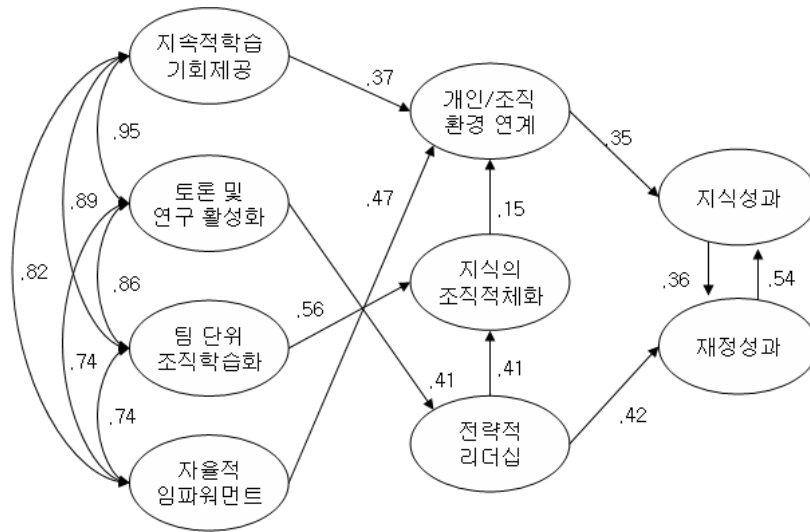 지속적학습
기회제공
.37
개인/조직
환경 연계
.35
.95
지식성과
토론 및
연구 활성화
.89
.47
.15
.82
.86
.56
지식의
조직적체화
.36
.54
팀 단위
조직학습화
재정성과
.74
.41
.41
.42
.74
전략적
리더십
자율적
임파워먼트